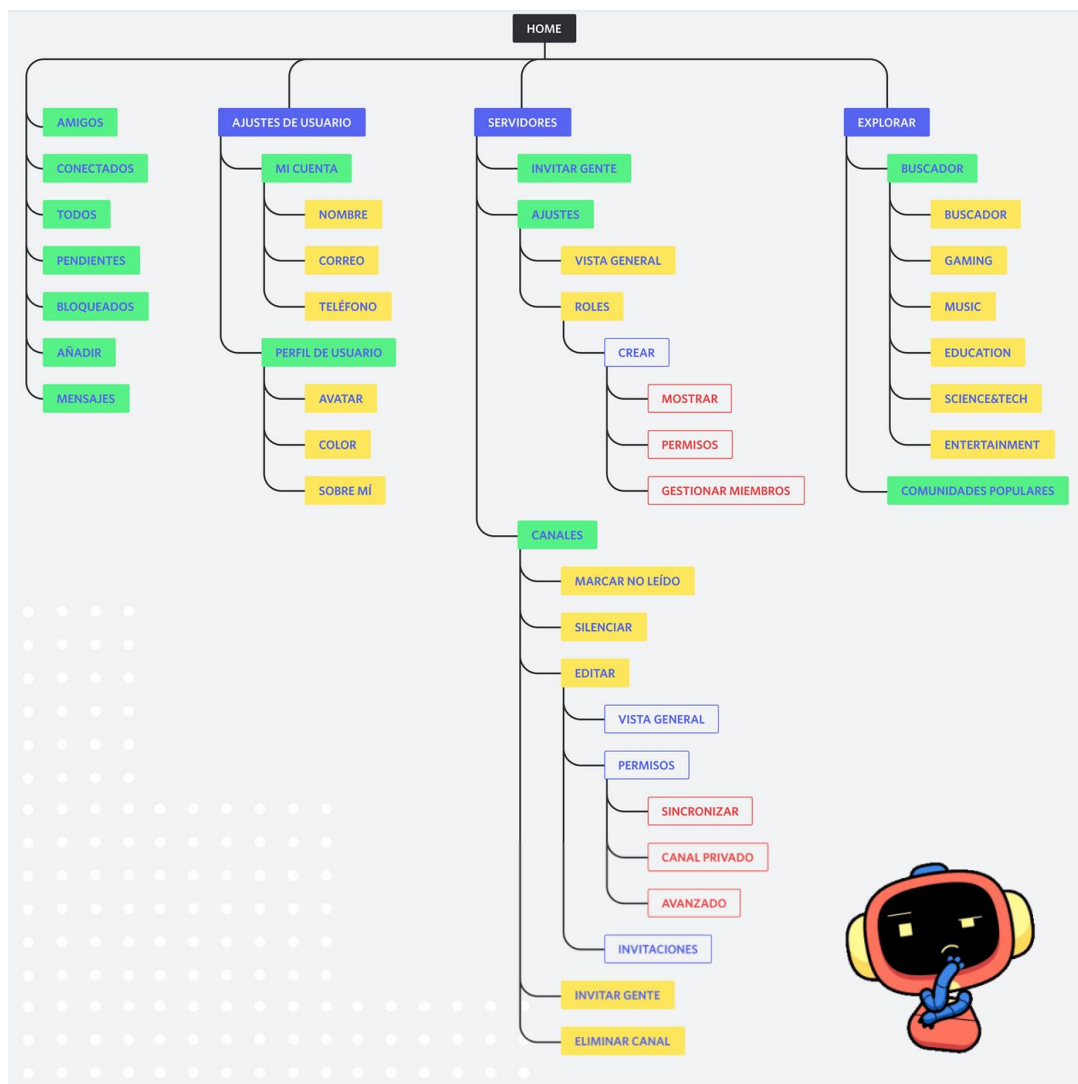 HOME
AMIGOS
CONECTADOS
TODOS
PENDIENTES
BLOQUEADOS
AÑADIR
MENSAJES
AJUSTES DE USUARIO
MI CUENTA
NOMBRE
CORREO
TELÉFONO
PERFIL DE USUARIO
AVATAR
COLOR
SOBRE MÍ
SERVIDORES
INVITAR GENTE
AJUSTES
VISTA GENERAL
ROLES
CREAR
MOSTRAR
PERMISOS
GESTIONAR MIEMBROS
CANALES
MARCAR NO LEÍDO
SILENCIAR
EDITAR
VISTA GENERAL
PERMISOS
SINCRONIZAR
CANAL PRIVADO
AVANZADO
INVITACIONES
INVITAR GENTE
ELIMINAR CANAL
EXPLORAR
BUSCADOR
BUSCADOR
GAMING
MUSIC
EDUCATION
SCIENCE&TECH
ENTERTAINMENT
COMUNIDADES POPULARES